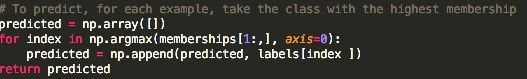 # To predict, for each example, take the class with the highest membership
predicted = np.array([])
for index in np.argmax(memberships[1:,], axis=0):
    predicted = np.append(predicted, labels[index ])
return predicted